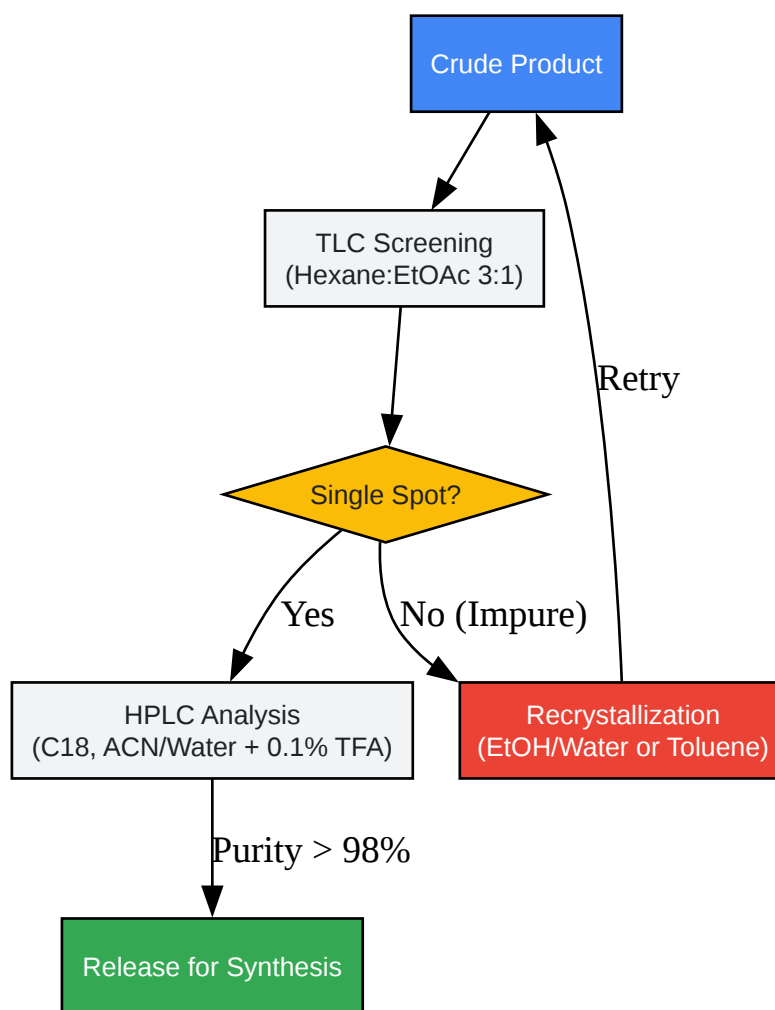 Crude Product
TLC Screening
(Hexane:EtOAc 3:1)
Retry
Single Spot?
Yes
No (Impure)
HPLC Analysis
(C18, ACN/Water + 0.1% TFA)
Recrystallization
(EtOH/Water or Toluene)
Purity > 98%
Release for Synthesis